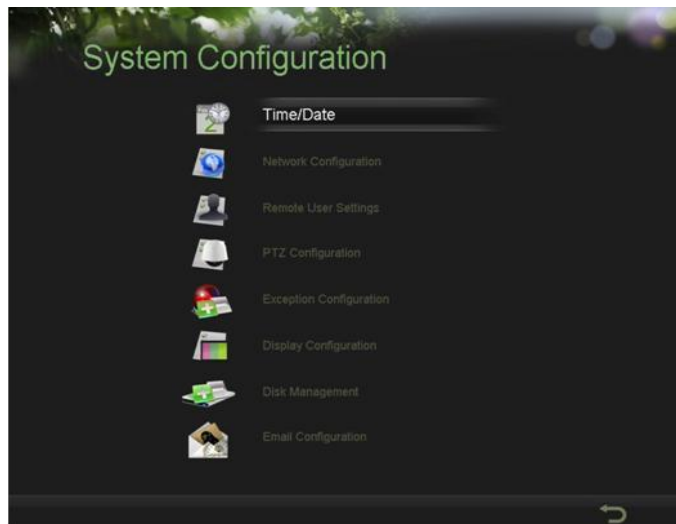 System Configuration
Time/Date
Network Configuration
Remote User Settings
PTZ Configuration
Exception Configuration
Display Configuration
Disk Management
Email Configuration